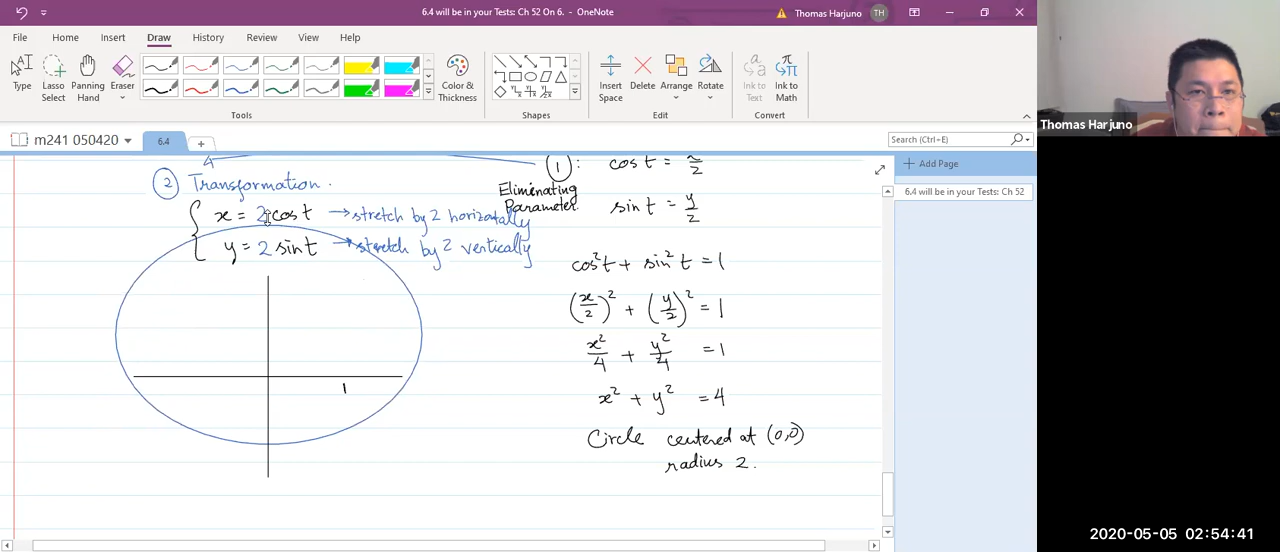 6.4 will be in your Tests: Ch 52 On 6. - OneNote
Thomas Harjuno
TH
File
Home
Insert
Draw
History
Review
View
Help
Type
Lasso Select
Panning Hand
Eraser
Color & Thickness
Insert Space
Delete
Arrange
Rotate
Ink to Text
Ink to Math
Tools
Shapes
Edit
Convert
Thomas Harjuno
m241 050420
6.4
Search (Ctrl+E)
Add Page
6.4 will be in your Tests: Ch 52
② Transformation.
x = 2 cos t → stretch by 2 horizontally
y = 2 sin t → stretch by 2 vertically
1
① : cos t = x/2
Eliminating
Parameter.
sin t = y/2
cos²t + sin²t = 1
(x/2)² + (y/2)² = 1
x²/4 + y²/4 = 1
x² + y² = 4
Circle centered at (0,0)
radius 2.
2020-05-05 02:54:41